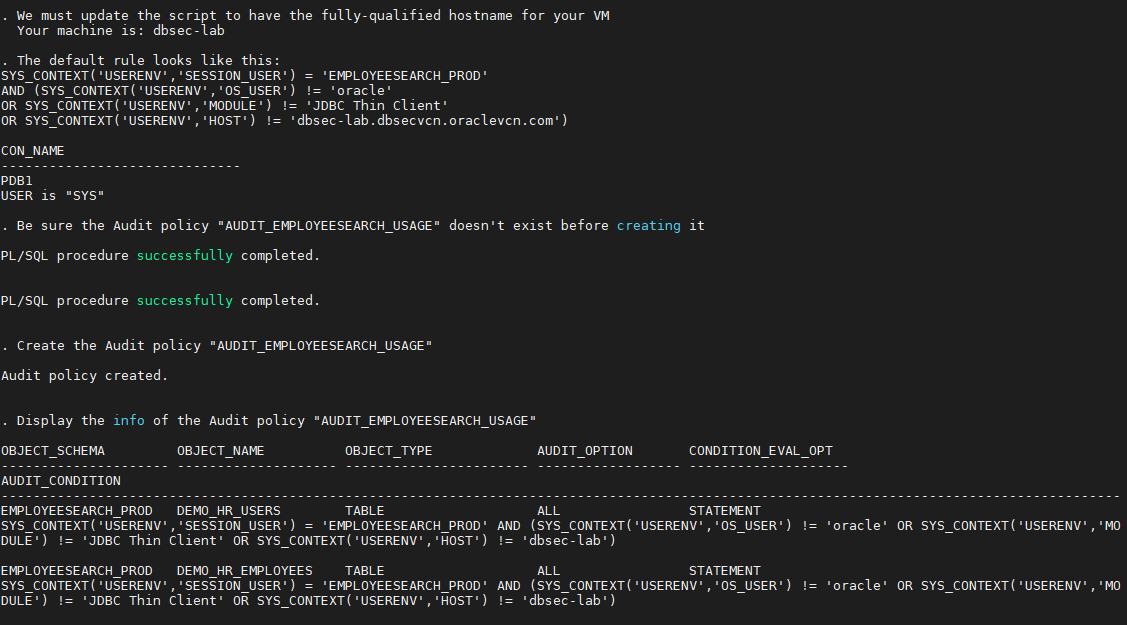 . We must update the script to have the fully-qualified hostname for your VM
  Your machine is: dbsec-lab
. The default rule looks like this:
SYS_CONTEXT('USERENV','SESSION_USER') = 'EMPLOYEESEARCH_PROD'
AND (SYS_CONTEXT('USERENV','OS_USER') != 'oracle'
OR SYS_CONTEXT('USERENV','MODULE') != 'JDBC Thin Client'
OR SYS_CONTEXT('USERENV','HOST') != 'dbsec-lab.dbsecvcn.oraclevcn.com')
CON_NAME
------------------------------
PDB1
USER is "SYS"
. Be sure the Audit policy "AUDIT_EMPLOYEESEARCH_USAGE" doesn't exist before creating it
PL/SQL procedure successfully completed.
PL/SQL procedure successfully completed.
. Create the Audit policy "AUDIT_EMPLOYEESEARCH_USAGE"
Audit policy created.
. Display the info of the Audit policy "AUDIT_EMPLOYEESEARCH_USAGE"
OBJECT_SCHEMA         OBJECT_NAME          OBJECT_TYPE             AUDIT_OPTION       CONDITION_EVAL_OPT
--------------------- -------------------- ----------------------- ------------------ --------------------
AUDIT_CONDITION
--------------------------------------------------------------------------------------------------------------------------------------------
EMPLOYEESEARCH_PROD   DEMO_HR_USERS        TABLE                   ALL                STATEMENT
SYS_CONTEXT('USERENV','SESSION_USER') = 'EMPLOYEESEARCH_PROD' AND (SYS_CONTEXT('USERENV','OS_USER') != 'oracle' OR SYS_CONTEXT('USERENV','MO
DULE') != 'JDBC Thin Client' OR SYS_CONTEXT('USERENV','HOST') != 'dbsec-lab')
EMPLOYEESEARCH_PROD   DEMO_HR_EMPLOYEES    TABLE                   ALL                STATEMENT
SYS_CONTEXT('USERENV','SESSION_USER') = 'EMPLOYEESEARCH_PROD' AND (SYS_CONTEXT('USERENV','OS_USER') != 'oracle' OR SYS_CONTEXT('USERENV','MO
DULE') != 'JDBC Thin Client' OR SYS_CONTEXT('USERENV','HOST') != 'dbsec-lab')